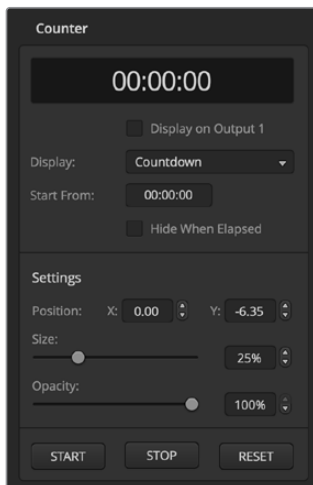 Counter
00:00:00
Display on Output 1
Display: Countdown
Start From: 00:00:00
Hide When Elapsed
Settings
Position: X: 0.00 Y: -6.35
Size:
25%
Opacity:
100%
START STOP RESET